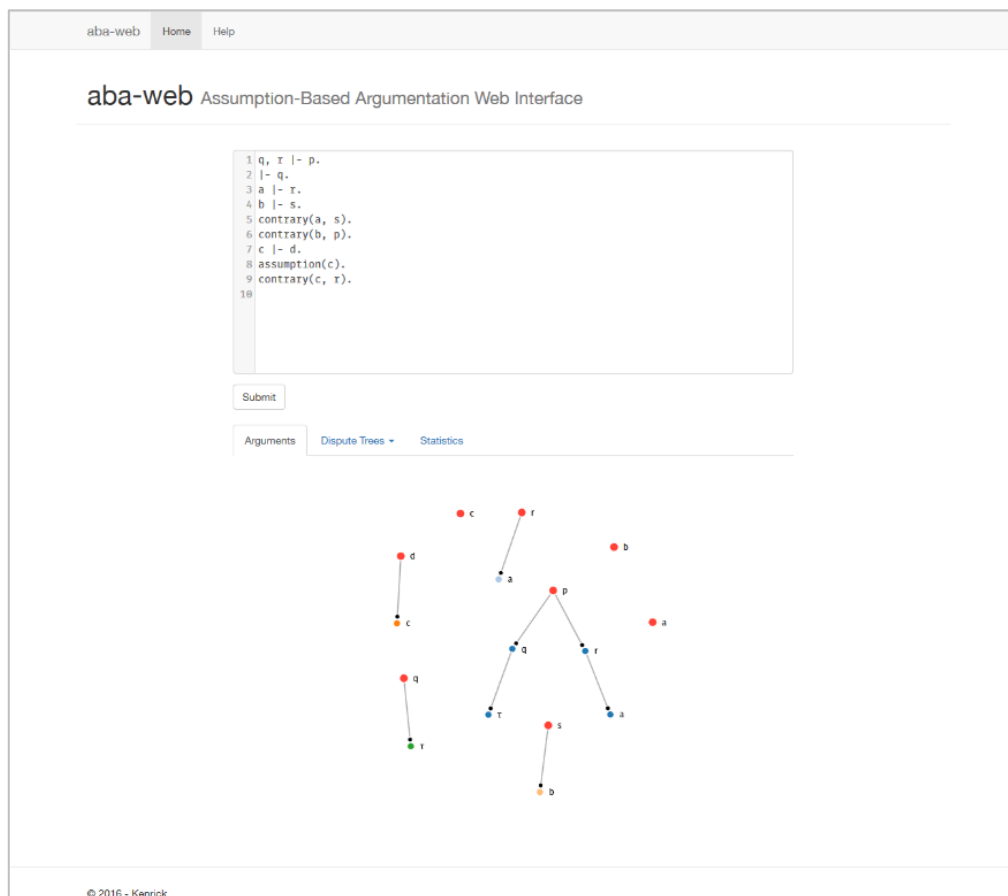 aba-web Home Help
aba-web Assumption-Based Argumentation Web Interface
1 q, r |- p.
2 |- q.
3 a |- r.
4 b |- s.
5 contrary(a, s).
6 contrary(b, p).
7 c |- d.
8 assumption(c).
9 contrary(c, r).
10
Submit
Arguments Dispute Trees Statistics
c r
b
d
a
p
c
a
q r
q
τ a
s
τ
b
© 2016 - Kenrick